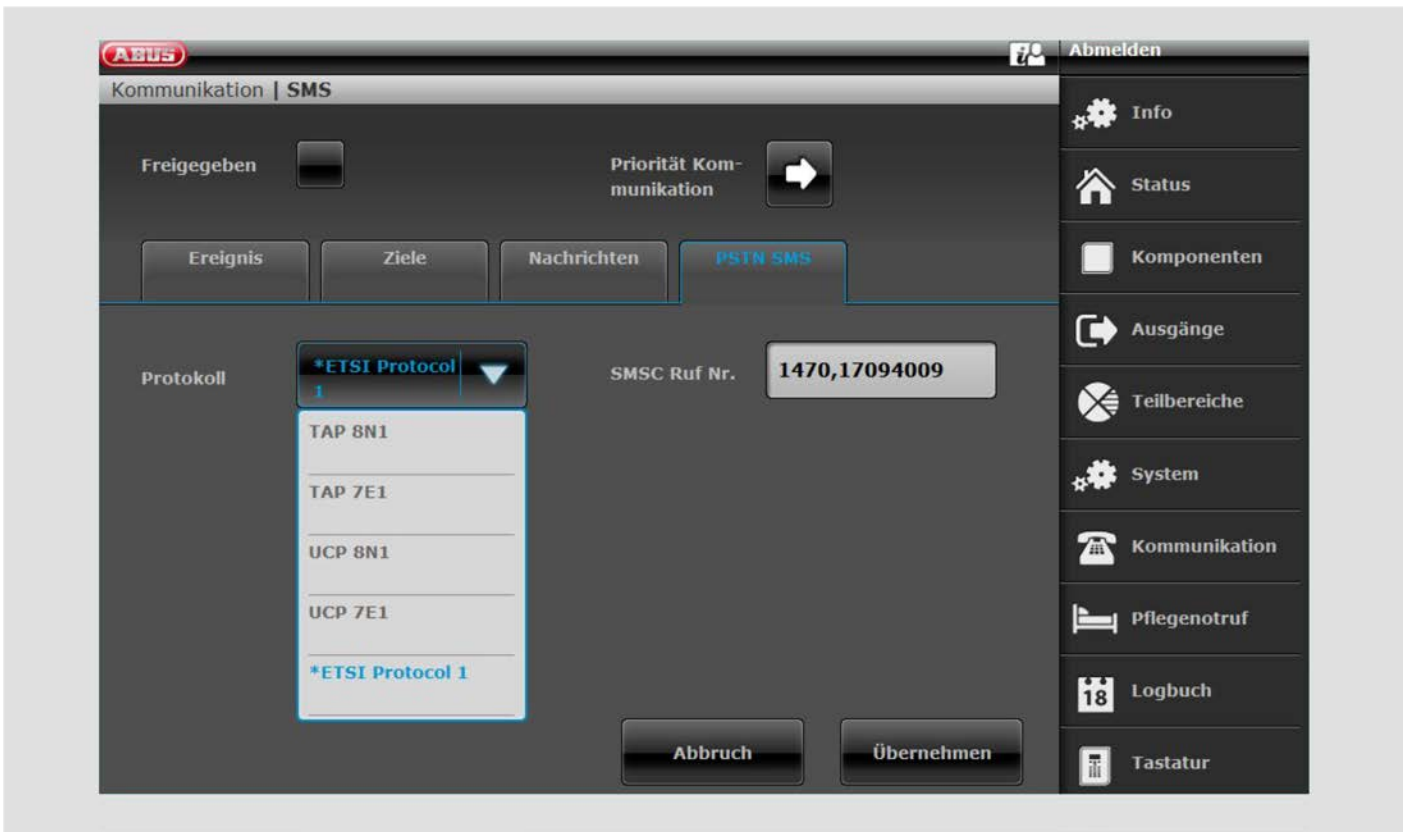 ABUS
Abmelden
Kommunikation | SMS
Freigegeben
Priorität Kom-
munikation
Ereignis
Ziele
Nachrichten
PSTN SMS
Protokoll
*ETSI Protocol
1
SMSC Ruf Nr.
1470,17094009
TAP 8N1
TAP 7E1
UCP 8N1
UCP 7E1
*ETSI Protocol 1
Abbruch
Übernehmen
Info
Status
Komponenten
Ausgänge
Teilbereiche
System
Kommunikation
Pflegenotruf
18
Logbuch
Tastatur